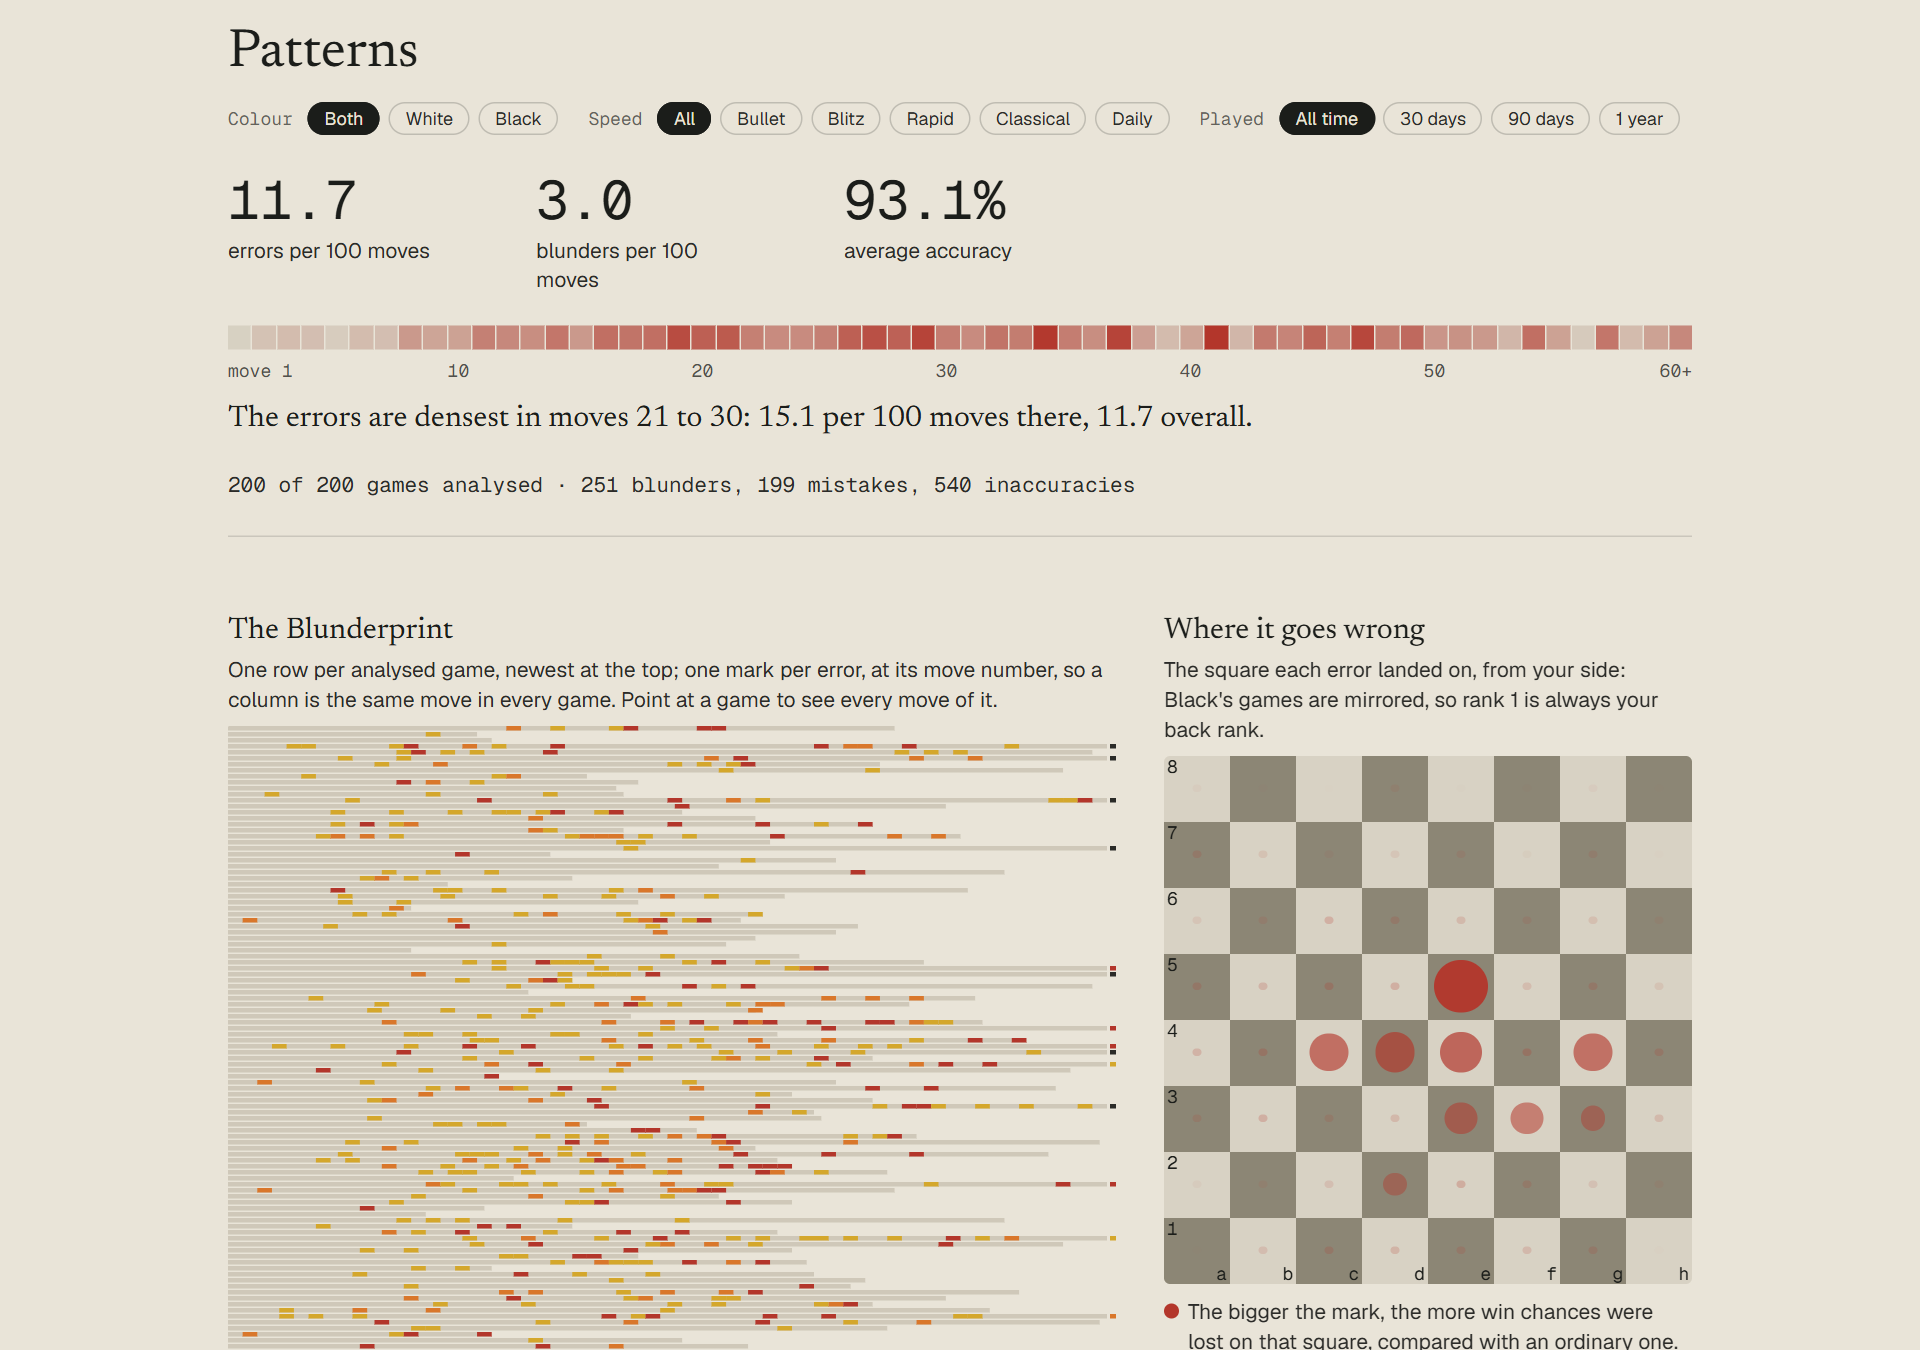 Patterns
Colour Both White Black Speed All Bullet Blitz Rapid Classical Daily Played All time 30 days 90 days 1 year
11.7 3.0 93.1%
errors per 100 moves blunders per 100 average accuracy
moves
move 1 10 20 30 40 50 60+
The errors are densest in moves 21 to 30: 15.1 per 100 moves there, 11.7 overall.
200 of 200 games analysed · 251 blunders, 199 mistakes, 540 inaccuracies
The Blunderprint
One row per analysed game, newest at the top; one mark per error, at its move number, so a
column is the same move in every game. Point at a game to see every move of it.
Where it goes wrong
The square each error landed on, from your side:
Black's games are mirrored, so rank 1 is always your
back rank.
8
7
6
5
4
3
2
1
a b c d e f g h
The bigger the mark, the more win chances were
lost on that square, compared with an ordinary one.